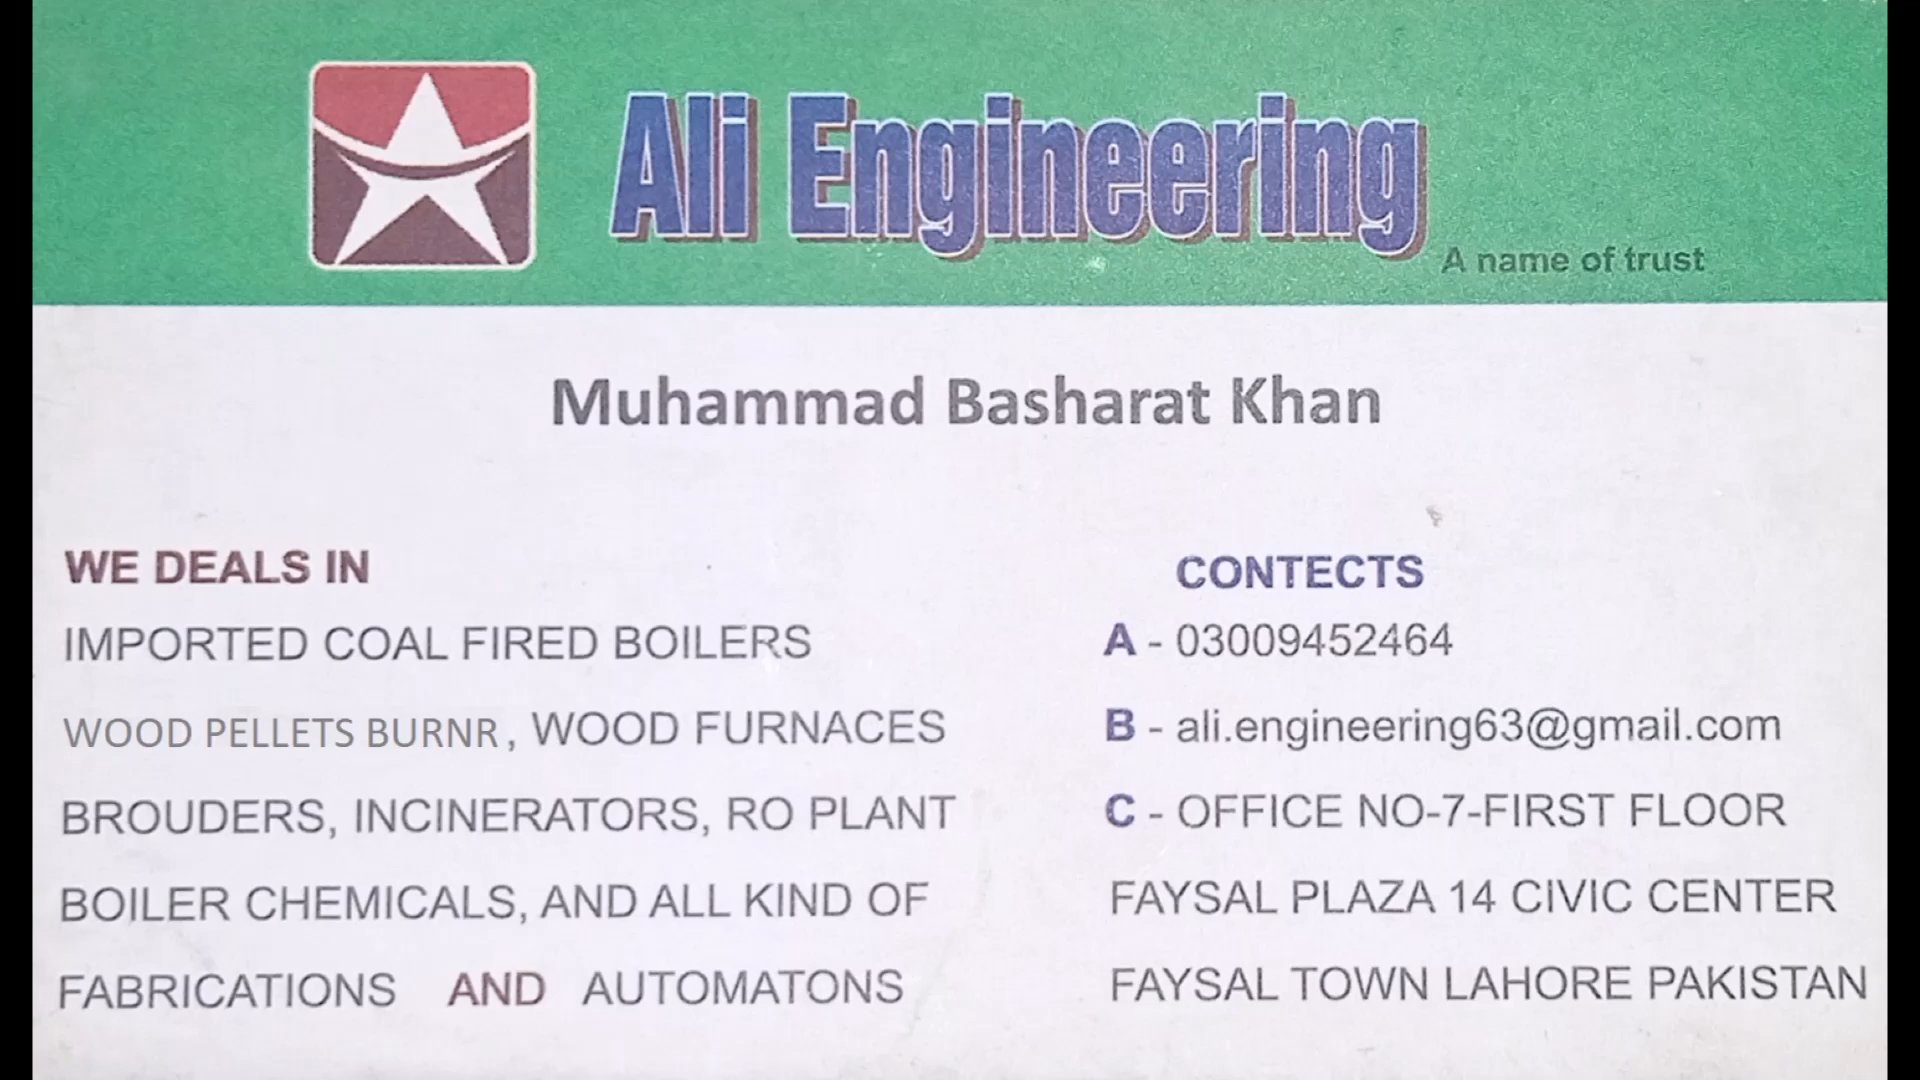 Ali Engineering
A name of trust
Muhammad Basharat Khan
WE DEALS IN
IMPORTED COAL FIRED BOILERS
WOOD PELLETS BURNR, WOOD FURNACES
BROUDERS, INCINERATORS, RO PLANT
BOILER CHEMICALS, AND ALL KIND OF
FABRICATIONS AND AUTOMATONS
CONTECTS
A - 03009452464
B - ali.engineering63@gmail.com
C - OFFICE NO-7-FIRST FLOOR
FAYSAL PLAZA 14 CIVIC CENTER
FAYSAL TOWN LAHORE PAKISTAN